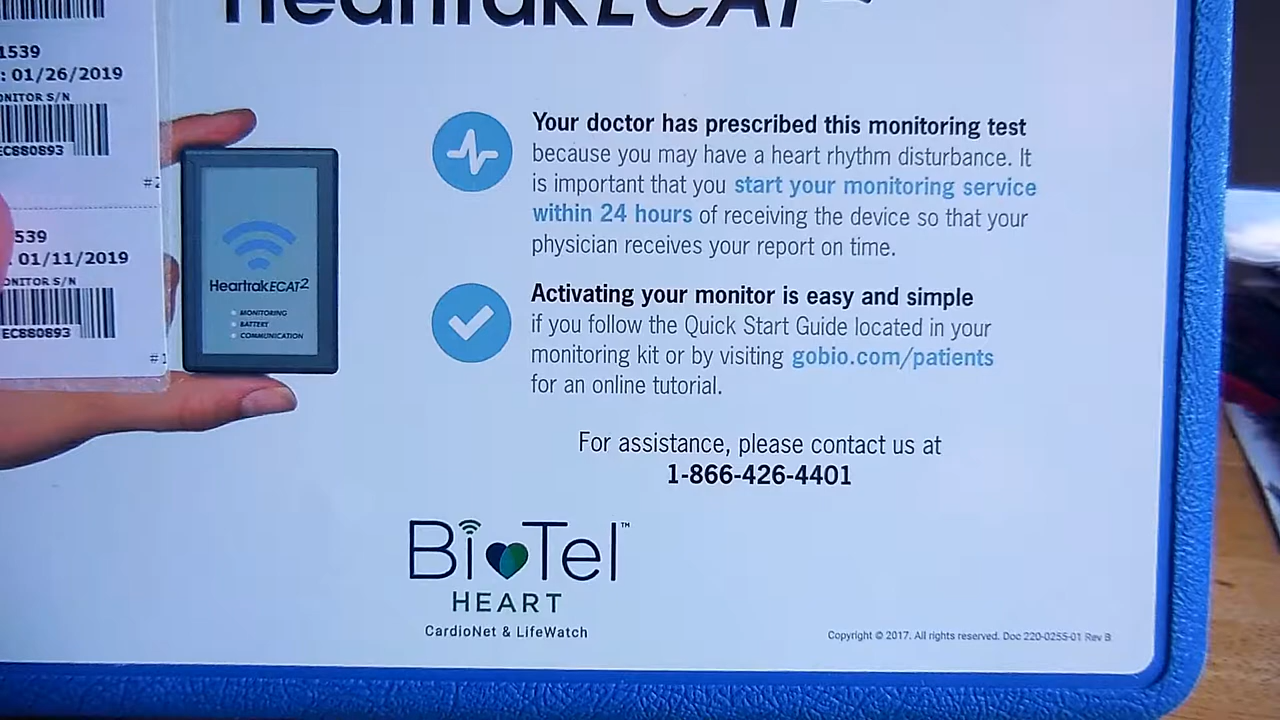 HeartrakECAT2
1539
: 01/26/2019
ONITOR S/N
EC880893
#2
539
01/11/2019
ONITOR S/N
EC880893
#1
HeartrakECAT2
MONITORING
BATTERY
COMMUNICATION
Your doctor has prescribed this monitoring test
because you may have a heart rhythm disturbance. It
is important that you start your monitoring service
within 24 hours of receiving the device so that your
physician receives your report on time.
Activating your monitor is easy and simple
if you follow the Quick Start Guide located in your
monitoring kit or by visiting gobio.com/patients
for an online tutorial.
For assistance, please contact us at
1-866-426-4401
BioTel™
HEART
CardioNet & LifeWatch
Copyright © 2017. All rights reserved. Doc 220-0255-01 Rev B